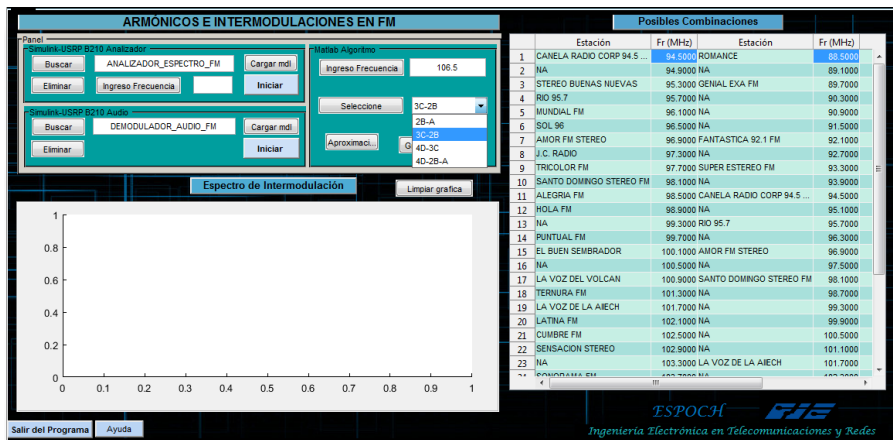 ARMÓNICOS E INTERMODULACIONES EN FM
Panel
Simulink-USRP B210 Analizador
Buscar ANALIZADOR_ESPECTRO_FM Cargar mdl
Eliminar Ingreso Frecuencia Iniciar
Simulink-USRP B210 Audio
Buscar DEMODULADOR_AUDIO_FM Cargar mdl
Eliminar Iniciar
Matlab Algoritmo
Ingreso Frecuencia 106.5
Seleccione 3C-2B
2B-A
3C-2B
4D-3C
4D-2B-A
Aproximaci... G
Espectro de Intermodulación Limpiar grafica
1
0.8
0.6
0.4
0.2
0
0 0.1 0.2 0.3 0.4 0.5 0.6 0.7 0.8 0.9 1
Salir del Programa Ayuda
Posibles Combinaciones
Estación Fr (MHz) Estación Fr (MHz)
1 CANELA RADIO CORP 94.5 ... 94.5000 ROMANCE 88.5000
2 NA 94.9000 NA 89.1000
3 STEREO BUENAS NUEVAS 95.3000 GENIAL EXA FM 89.7000
4 RIO 95.7 95.7000 NA 90.3000
5 MUNDIAL FM 96.1000 NA 90.9000
6 SOL 96 96.5000 NA 91.5000
7 AMOR FM STEREO 96.9000 FANTASTICA 92.1 FM 92.1000
8 J.C. RADIO 97.3000 NA 92.7000
9 TRICOLOR FM 97.7000 SUPER ESTEREO FM 93.3000
10 SANTO DOMINGO STEREO FM 98.1000 NA 93.9000
11 ALEGRIA FM 98.5000 CANELA RADIO CORP 94.5 ... 94.5000
12 HOLA FM 98.9000 NA 95.1000
13 NA 99.3000 RIO 95.7 95.7000
14 PUNTUAL FM 99.7000 NA 96.3000
15 EL BUEN SEMBRADOR 100.1000 AMOR FM STEREO 96.9000
16 NA 100.5000 NA 97.5000
17 LA VOZ DEL VOLCAN 100.9000 SANTO DOMINGO STEREO FM 98.1000
18 TERNURA FM 101.3000 NA 98.7000
19 LA VOZ DE LA AIIECH 101.7000 NA 99.3000
20 LATINA FM 102.1000 NA 99.9000
21 CUMBRE FM 102.5000 NA 100.5000
22 SENSACION STEREO 102.9000 NA 101.1000
23 NA 103.3000 LA VOZ DE LA AIIECH 101.7000
ESPOCH FIE
Ingeniería Electrónica en Telecomunicaciones y Redes